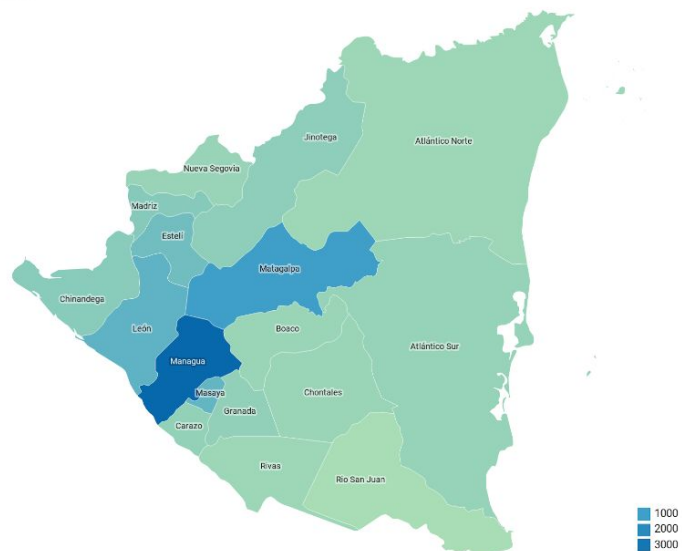 Jinotega
Atlántico Norte
Nueva Segovia
Madriz
Estelí
Matagalpa
Chinandega
León
Boaco
Atlántico Sur
Managua
Masaya
Chontales
Granada
Carazo
Rivas
Río San Juan
1000
2000
3000